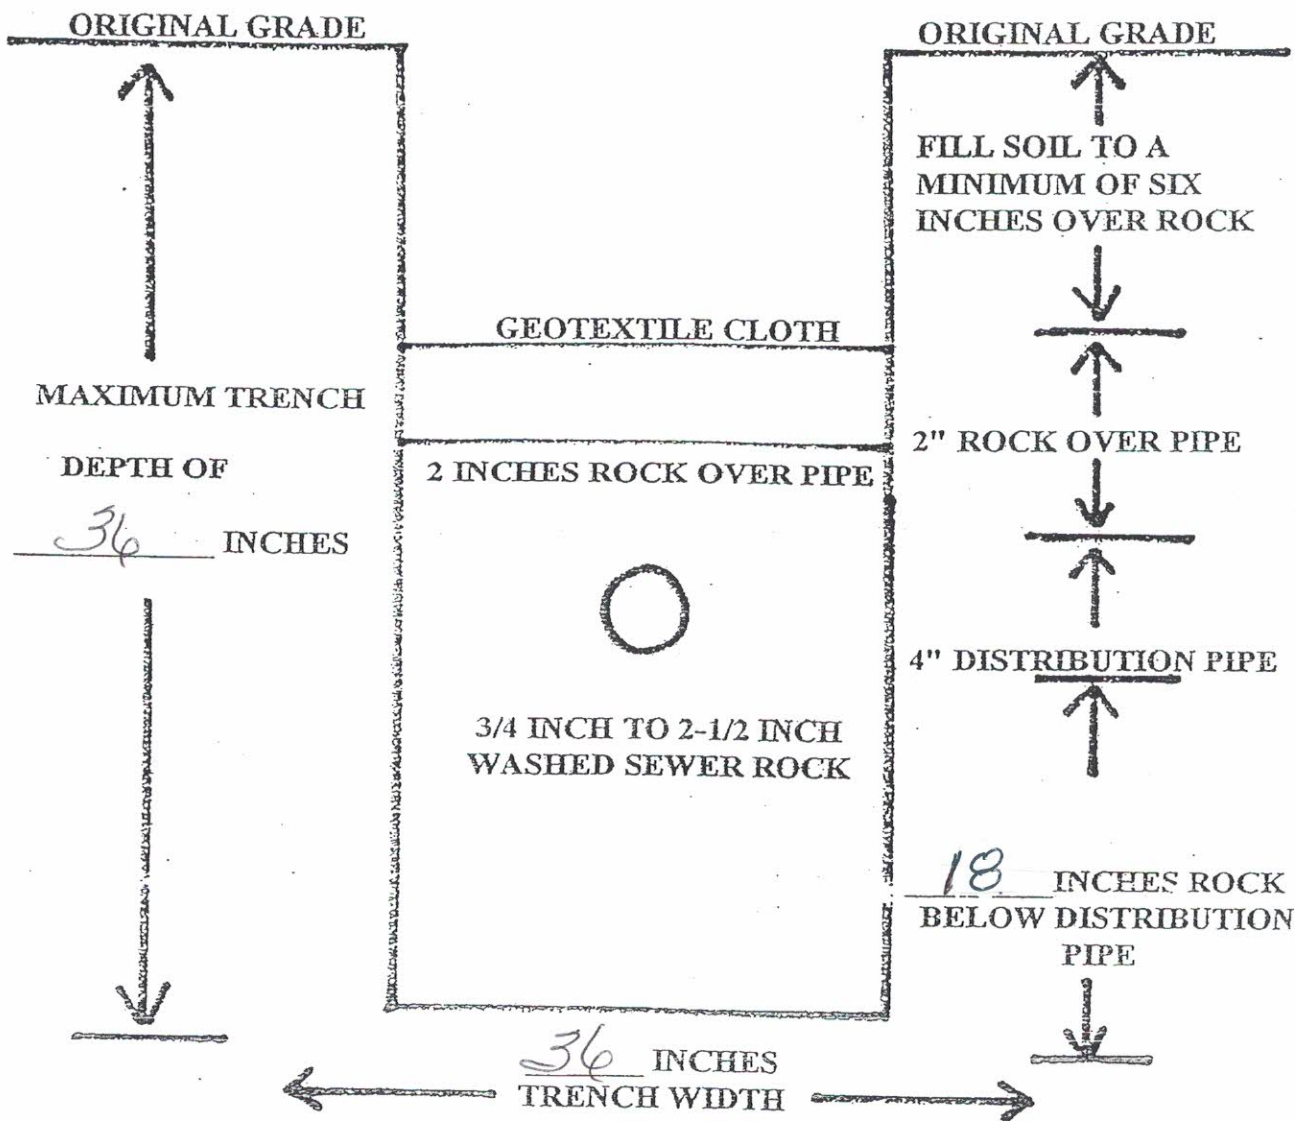 ORIGINAL GRADE
ORIGINAL GRADE
FILL SOIL TO A
MINIMUM OF SIX
INCHES OVER ROCK
GEOTEXTILE CLOTH
MAXIMUM TRENCH
DEPTH OF
36 INCHES
2" ROCK OVER PIPE
2 INCHES ROCK OVER PIPE
4" DISTRIBUTION PIPE
3/4 INCH TO 2-1/2 INCH
WASHED SEWER ROCK
18 INCHES ROCK
BELOW DISTRIBUTION
PIPE
36 INCHES
TRENCH WIDTH